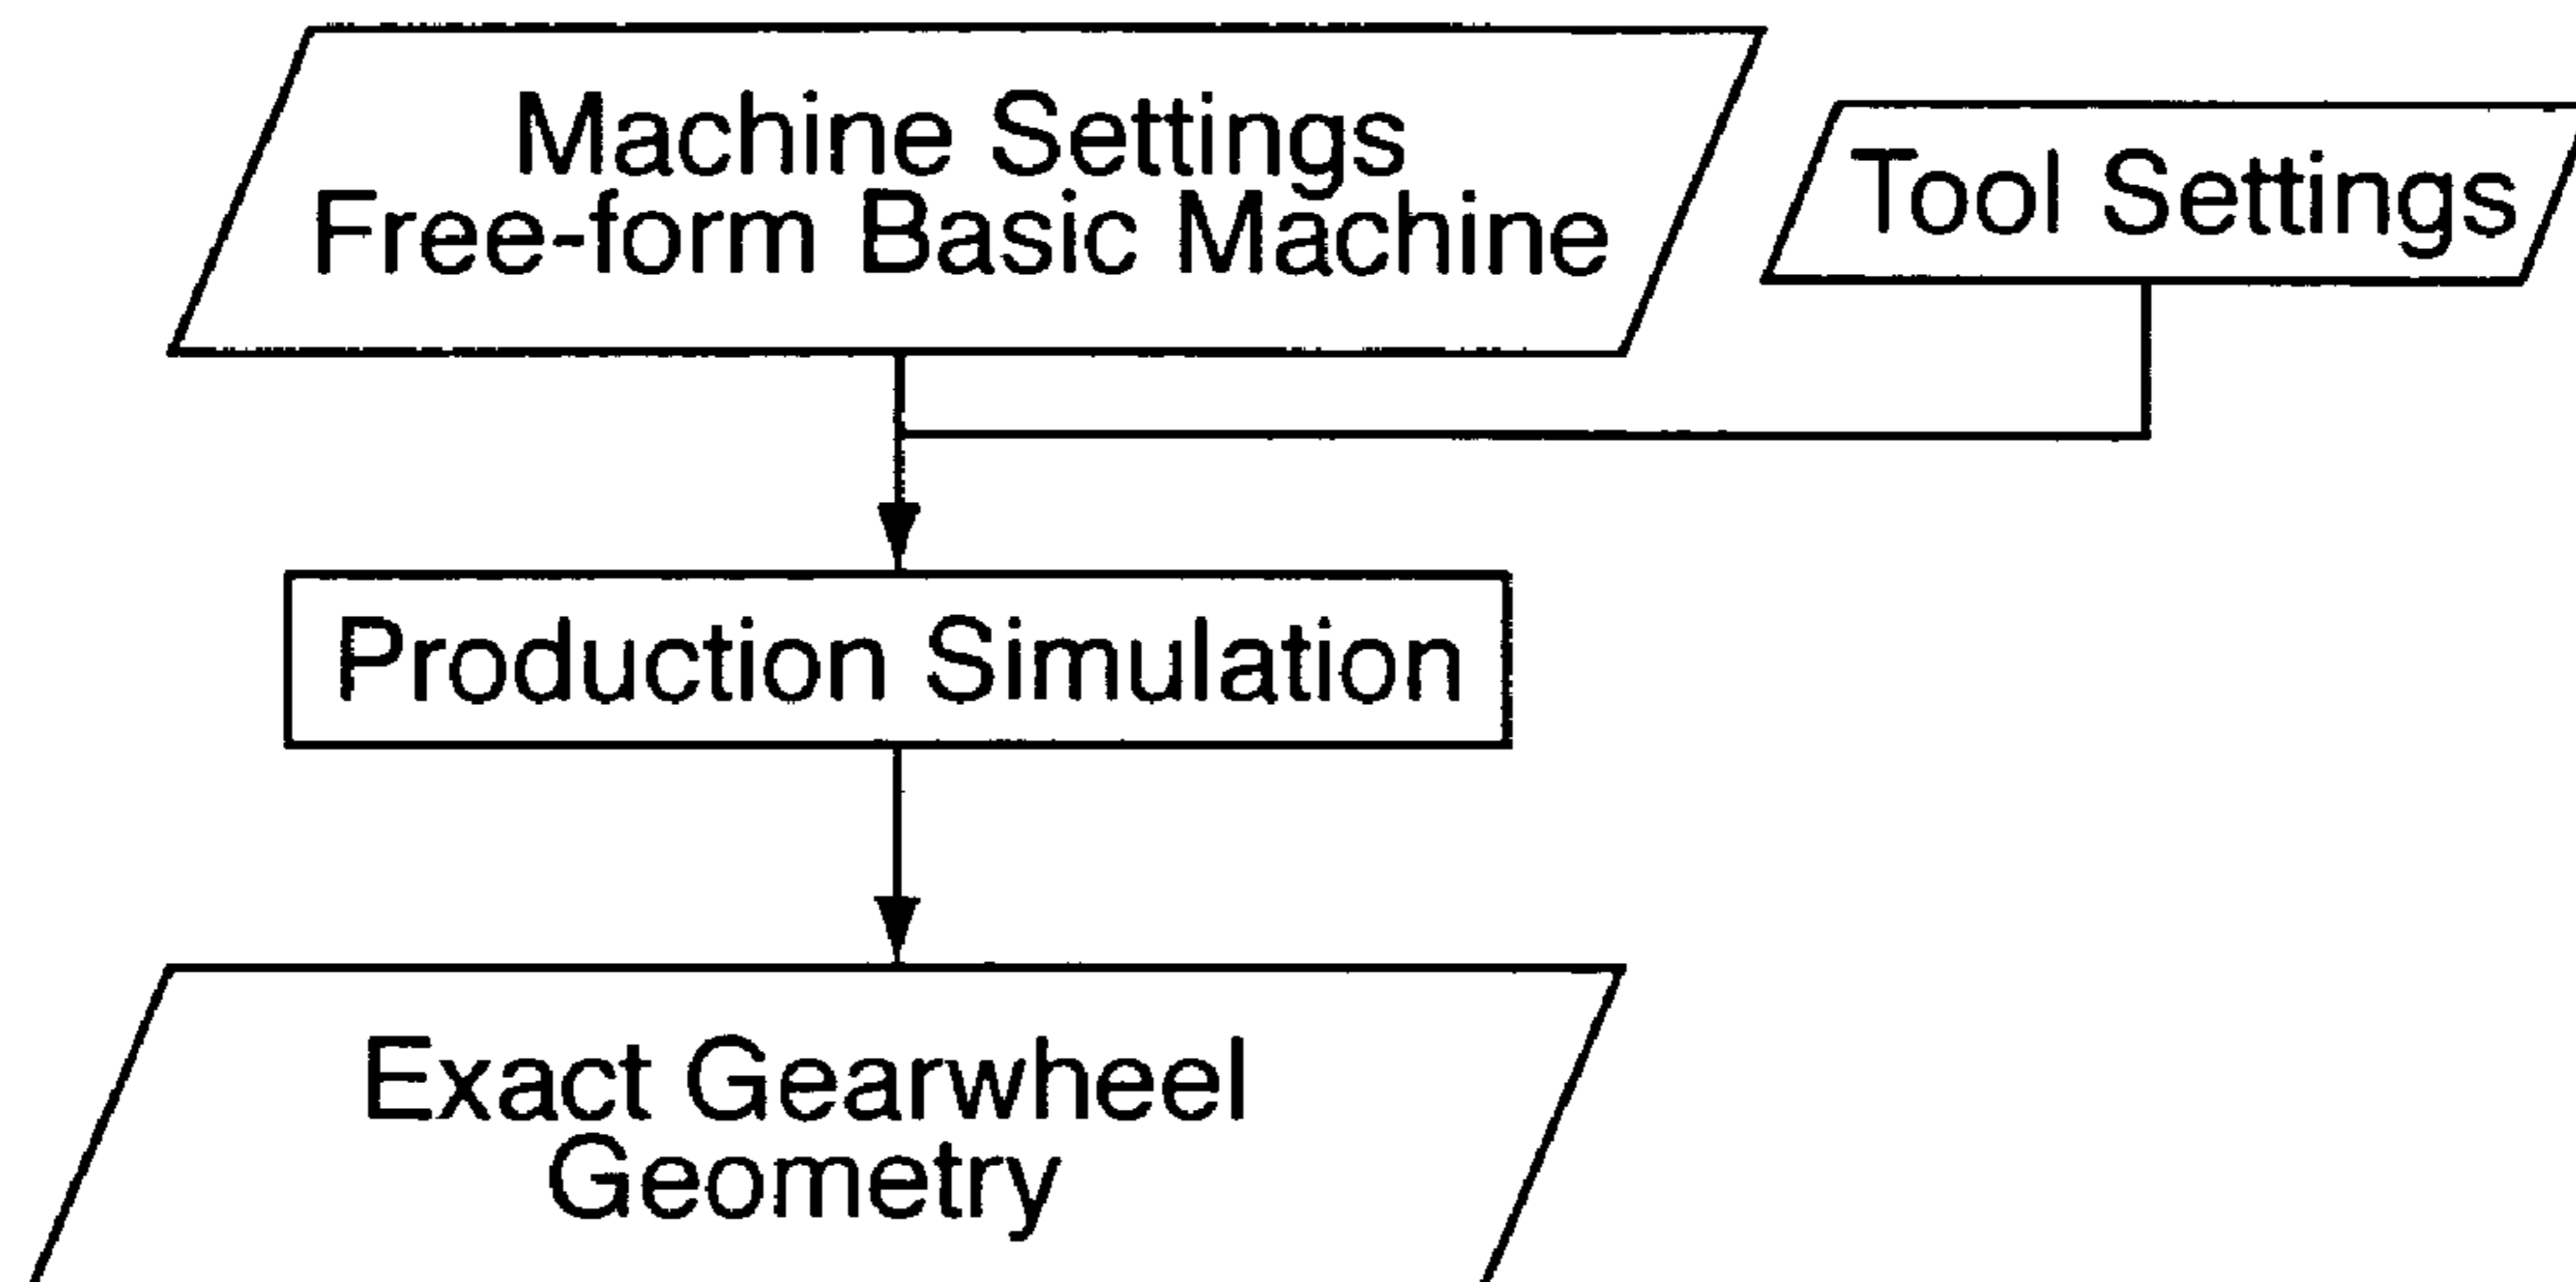 Machine Settings
Free-form Basic Machine
Tool Settings
Production Simulation
Exact Gearwheel
Geometry